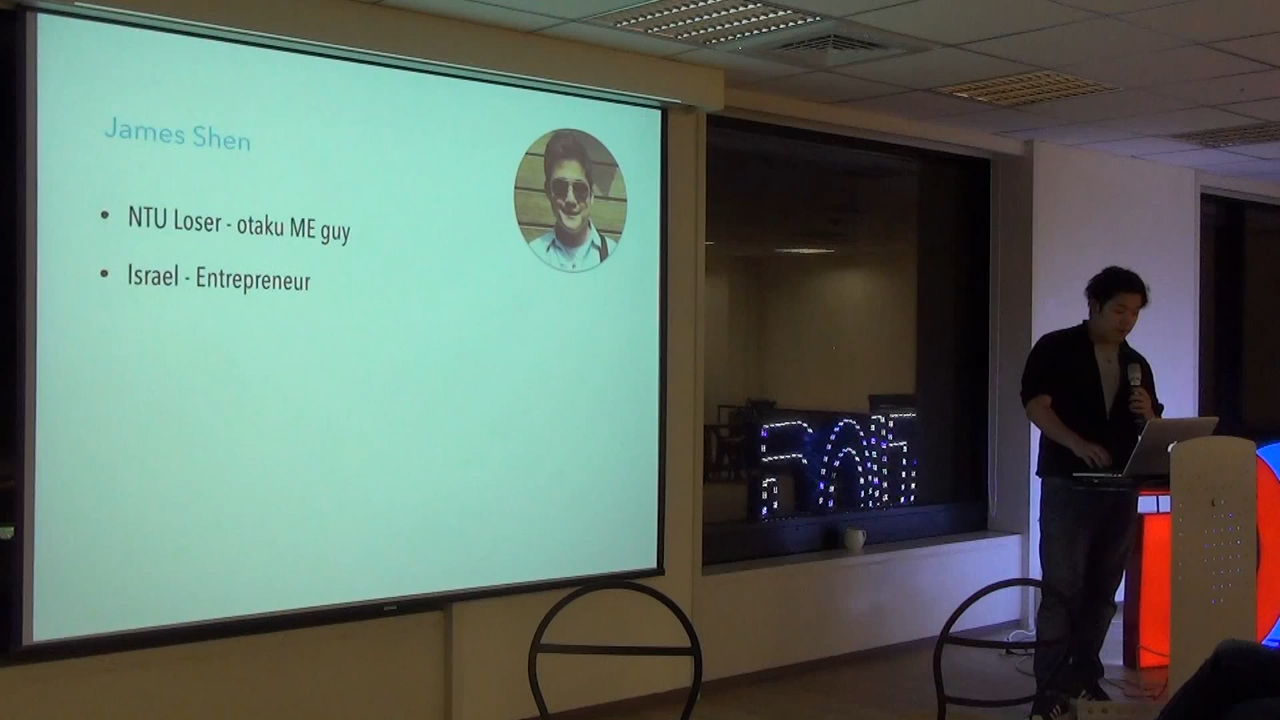 James Shen
• NTU Loser - otaku ME guy
• Israel - Entrepreneur